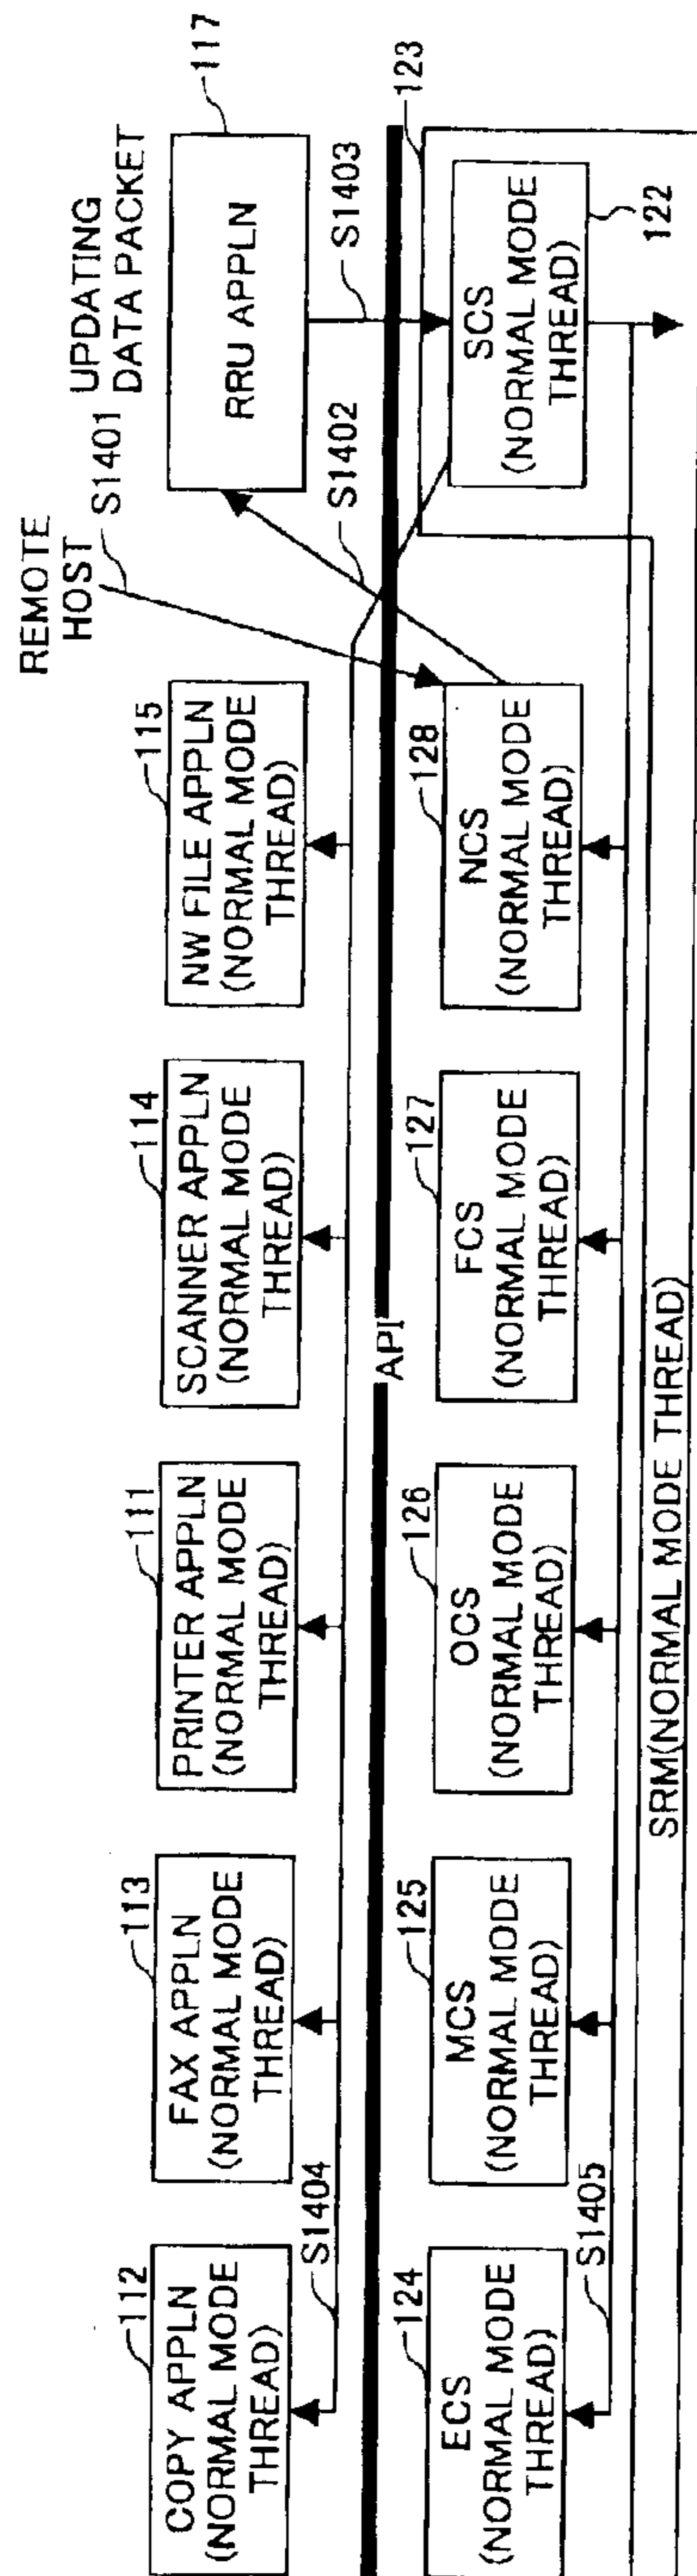 REMOTE
HOST
S1401
UPDATING
DATA PACKET
112
COPY APPLN
(NORMAL MODE
THREAD)
113
FAX APPLN
(NORMAL MODE
THREAD)
111
PRINTER APPLN
(NORMAL MODE
THREAD)
114
SCANNER APPLN
(NORMAL MODE
THREAD)
115
NW FILE APPLN
(NORMAL MODE
THREAD)
117
RRU APPLN
S1404
S1402
S1403
API
123
124
ECS
(NORMAL MODE
THREAD)
125
MCS
(NORMAL MODE
THREAD)
126
OCS
(NORMAL MODE
THREAD)
127
FCS
(NORMAL MODE
THREAD)
128
NCS
(NORMAL MODE
THREAD)
SCS
(NORMAL MODE
THREAD)
122
S1405
SRM(NORMAL MODE THREAD)